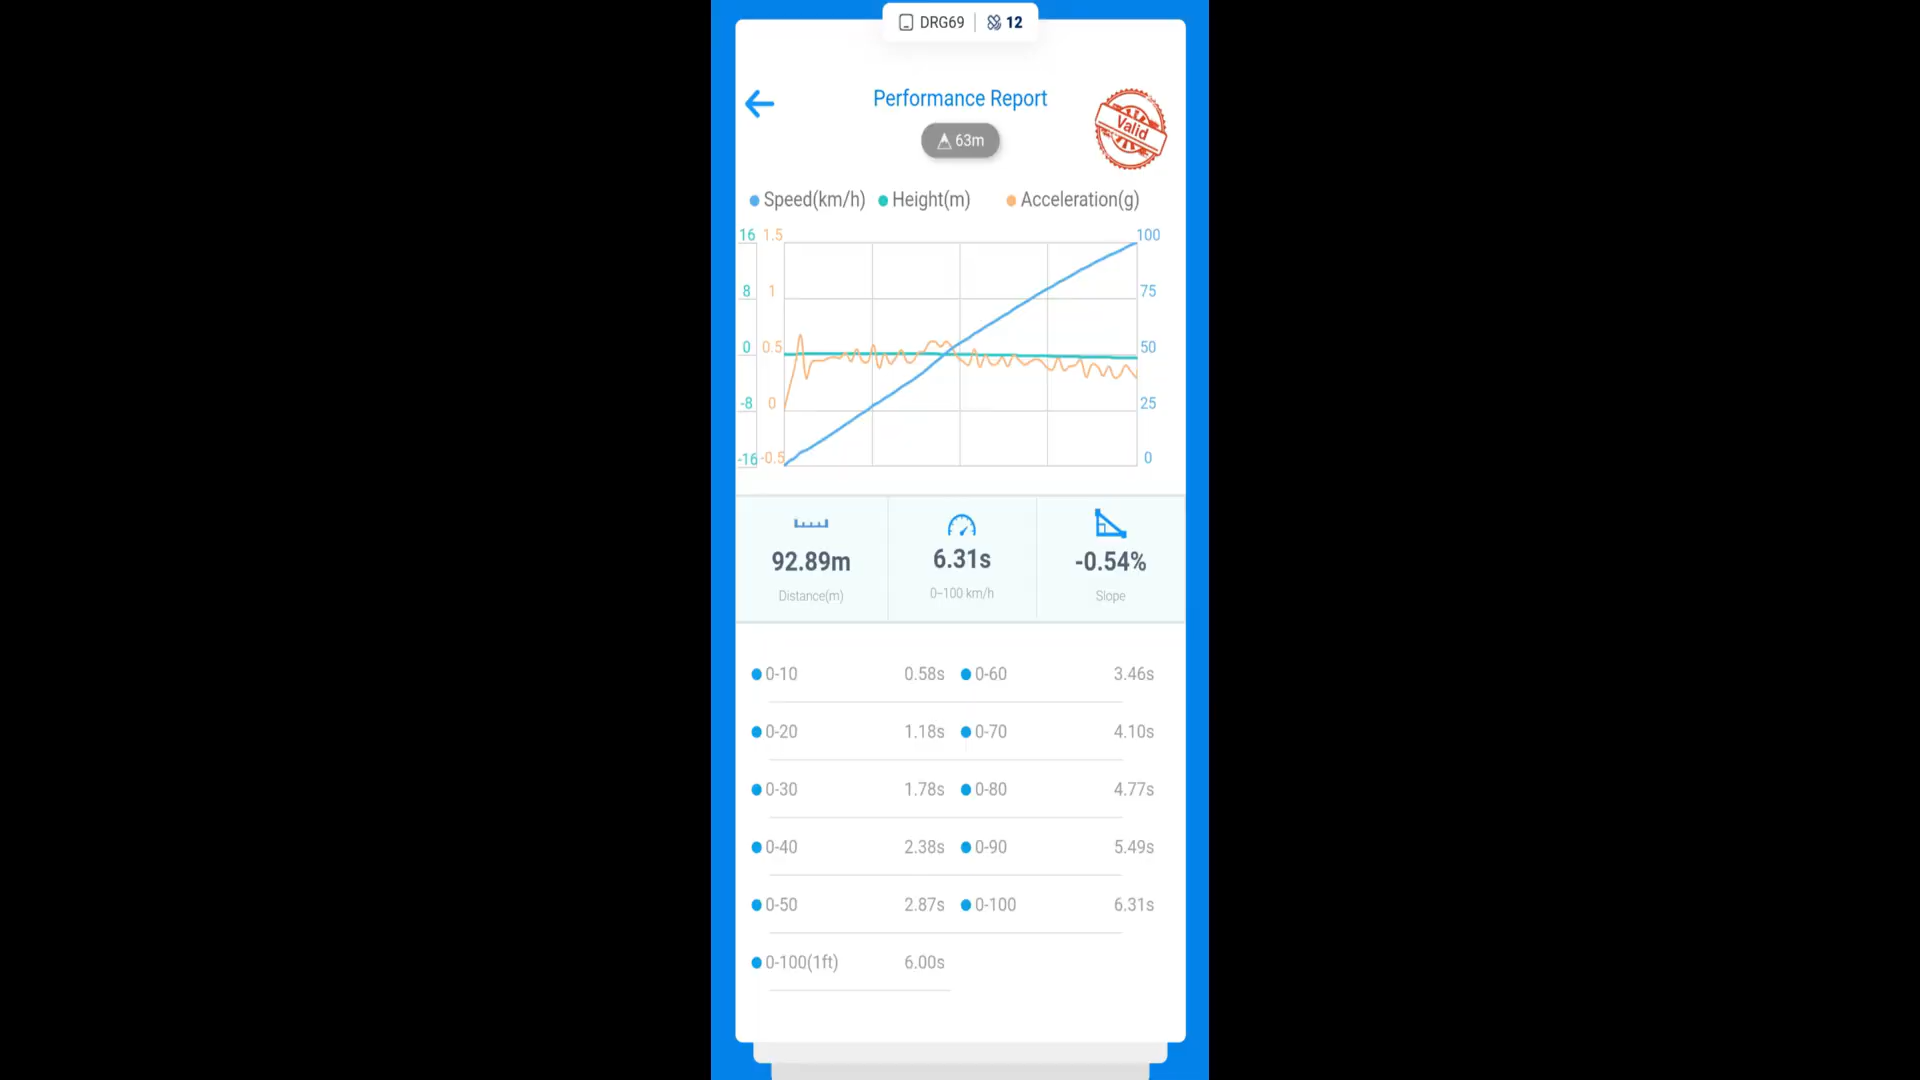 DRG69 12
Performance Report
63m
Valid
Speed(km/h) Height(m) Acceleration(g)
16 1.5 100
8 1 75
0 0.5 50
-8 0 25
-16 -0.5 0
92.89m 6.31s -0.54%
Distance(m) 0-100 km/h Slope
0-10 0.58s 0-60 3.46s
0-20 1.18s 0-70 4.10s
0-30 1.78s 0-80 4.77s
0-40 2.38s 0-90 5.49s
0-50 2.87s 0-100 6.31s
0-100(1ft) 6.00s